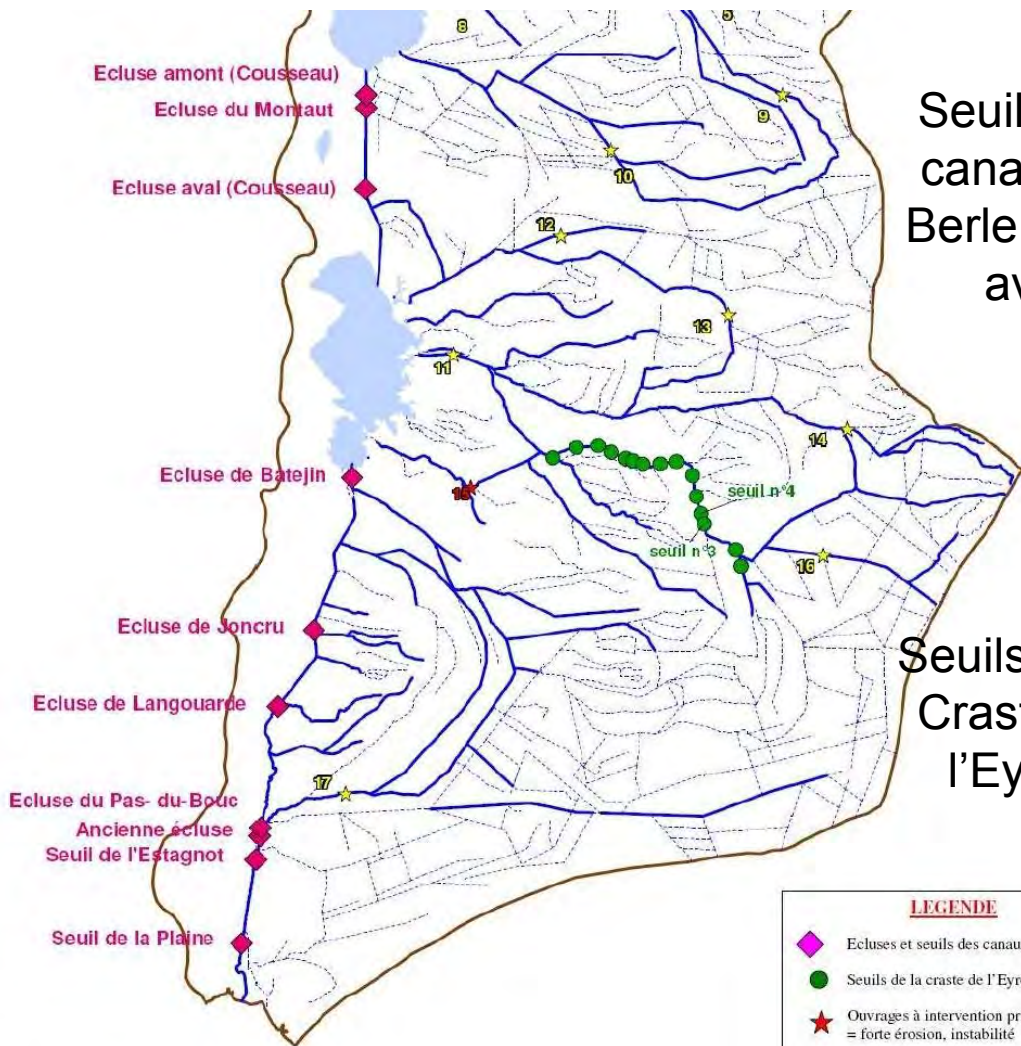 8
5
Ecluse amont (Cousseau)
Ecluse du Montaut
9
10
Ecluse aval (Cousseau)
12
13
11
14
Ecluse de Batejin
15
seuil n°4
seuil n°3
16
Ecluse de Joncru
Ecluse de Langouarde
17
Ecluse du Pas- du-Bouc
Ancienne écluse
Seuil de l'Estagnot
Seuil de la Plaine
Seuil
cana
Berle
av
Seuils
Crast
l'Ey
LEGENDE
Ecluses et seuils des canau
Seuils de la craste de l'Eyr
Ouvrages à intervention pr
= forte érosion, instabilité